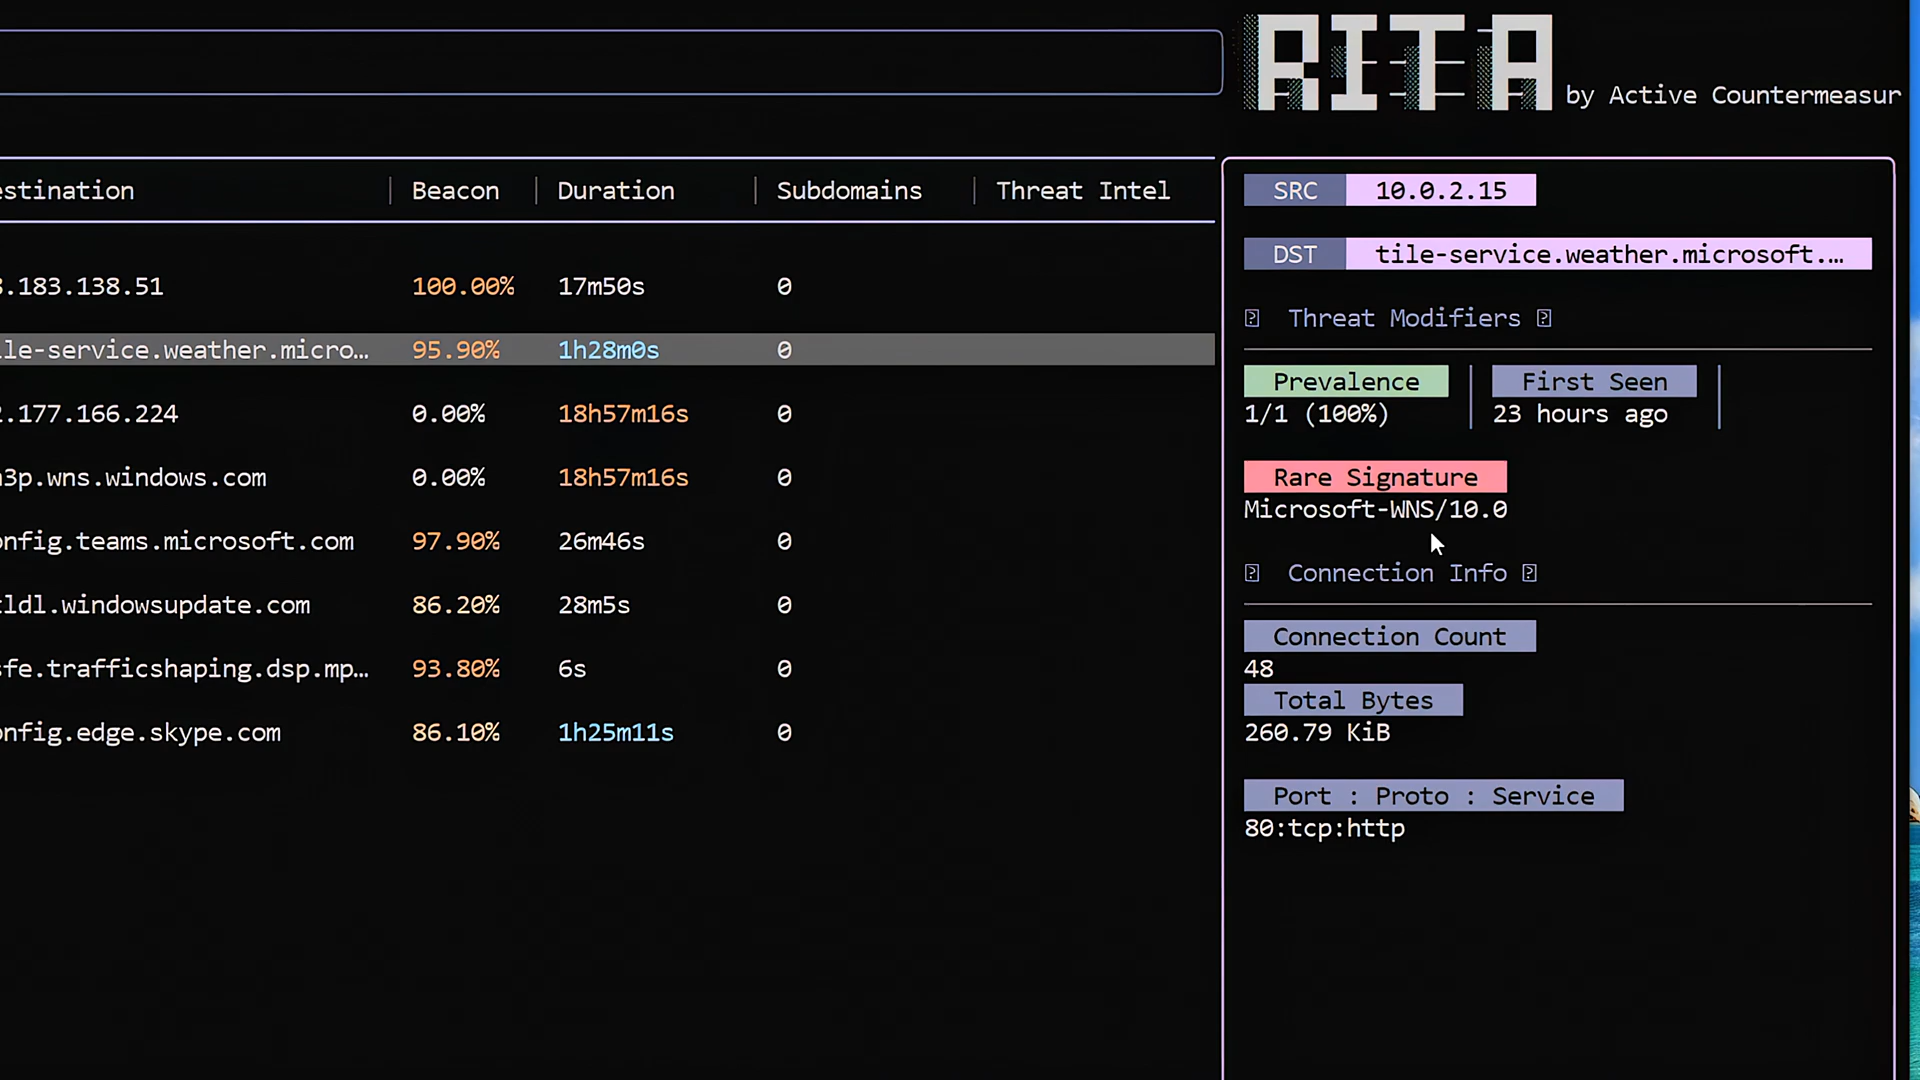 RITA by Active Countermeasur
estination | Beacon | Duration | Subdomains | Threat Intel
.183.138.51 100.00% 17m50s 0
le-service.weather.micro… 95.90% 1h28m0s 0
.177.166.224 0.00% 18h57m16s 0
3p.wns.windows.com 0.00% 18h57m16s 0
nfig.teams.microsoft.com 97.90% 26m46s 0
ldl.windowsupdate.com 86.20% 28m5s 0
fe.trafficshaping.dsp.mp… 93.80% 6s 0
nfig.edge.skype.com 86.10% 1h25m11s 0
SRC 10.0.2.15
DST tile-service.weather.microsoft.…
Threat Modifiers
Prevalence | First Seen |
1/1 (100%) | 23 hours ago |
Rare Signature
Microsoft-WNS/10.0
Connection Info
Connection Count
48
Total Bytes
260.79 KiB
Port : Proto : Service
80:tcp:http